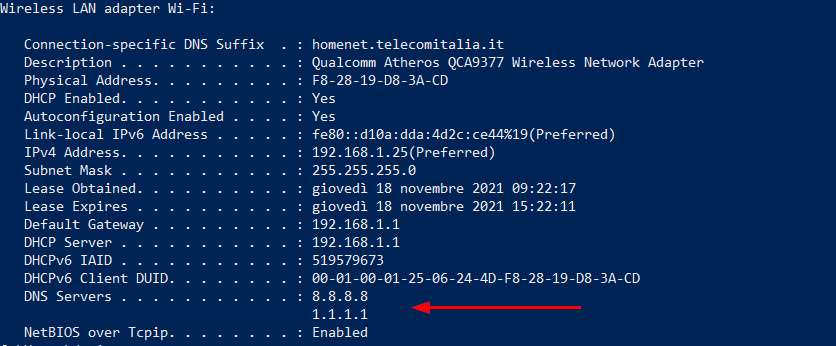 Wireless LAN adapter Wi-Fi:
Connection-specific DNS Suffix  . : homenet.telecomitalia.it
Description . . . . . . . . . . . : Qualcomm Atheros QCA9377 Wireless Network Adapter
Physical Address. . . . . . . . . : F8-28-19-D8-3A-CD
DHCP Enabled. . . . . . . . . . . : Yes
Autoconfiguration Enabled . . . . : Yes
Link-local IPv6 Address . . . . . : fe80::d10a:dda:4d2c:ce44%19(Preferred)
IPv4 Address. . . . . . . . . . . : 192.168.1.25(Preferred)
Subnet Mask . . . . . . . . . . . : 255.255.255.0
Lease Obtained. . . . . . . . . . : giovedì 18 novembre 2021 09:22:17
Lease Expires . . . . . . . . . . : giovedì 18 novembre 2021 15:22:11
Default Gateway . . . . . . . . . : 192.168.1.1
DHCP Server . . . . . . . . . . . : 192.168.1.1
DHCPv6 IAID . . . . . . . . . . . : 519579673
DHCPv6 Client DUID. . . . . . . . : 00-01-00-01-25-06-24-4D-F8-28-19-D8-3A-CD
DNS Servers . . . . . . . . . . . : 8.8.8.8
1.1.1.1
NetBIOS over Tcpip. . . . . . . . : Enabled